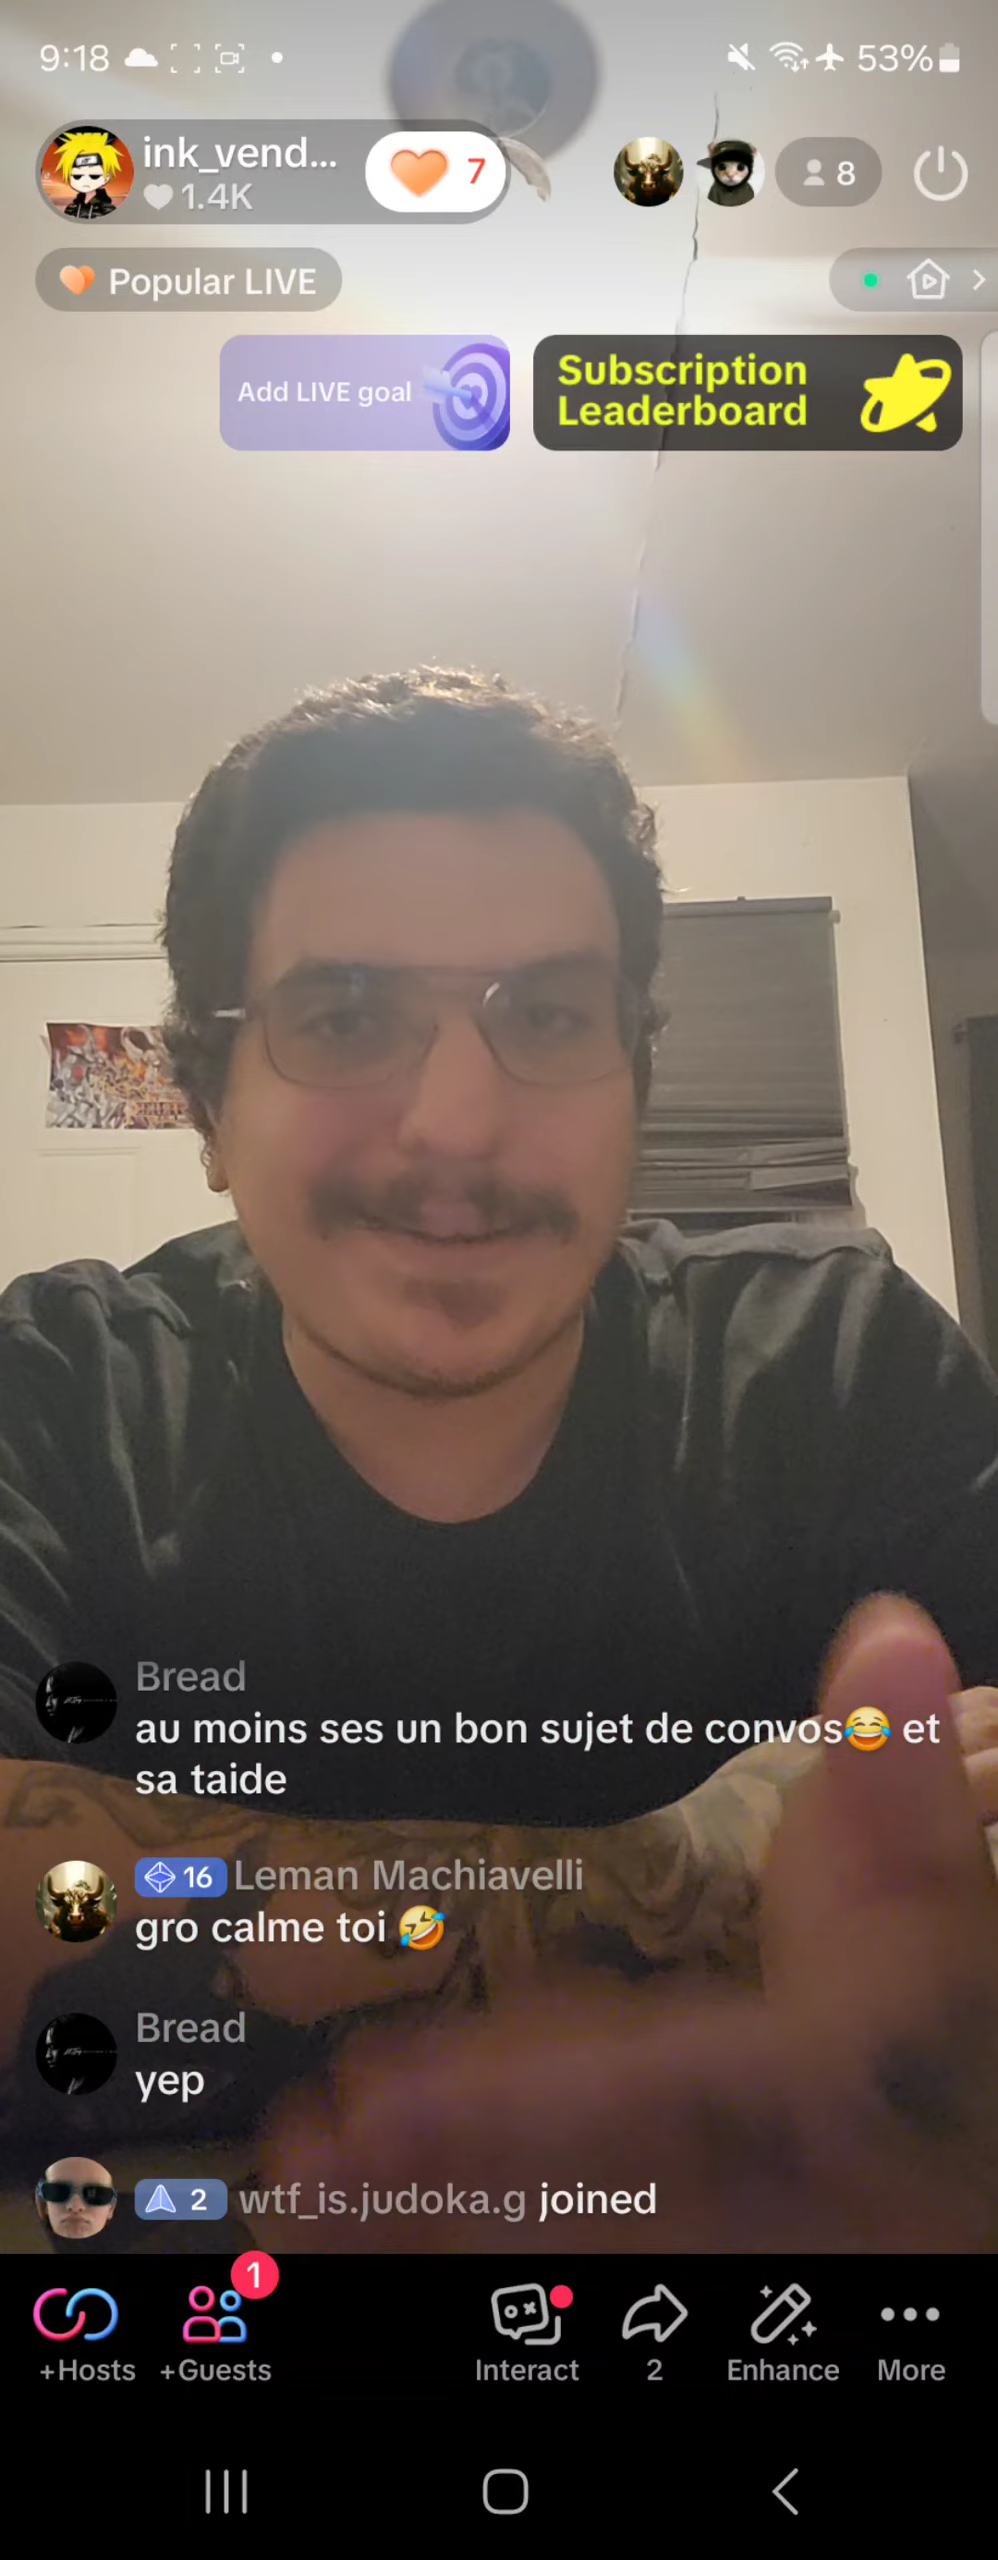 9:18
53%
ink_vend...
1.4K
7
8
Popular LIVE
Add LIVE goal
Subscription
Leaderboard
Bread
au moins ses un bon sujet de convos😂 et
sa taide
16 Leman Machiavelli
gro calme toi 🤣
Bread
yep
2 wtf_is.judoka.g joined
1
+Hosts
+Guests
Interact
2
Enhance
More